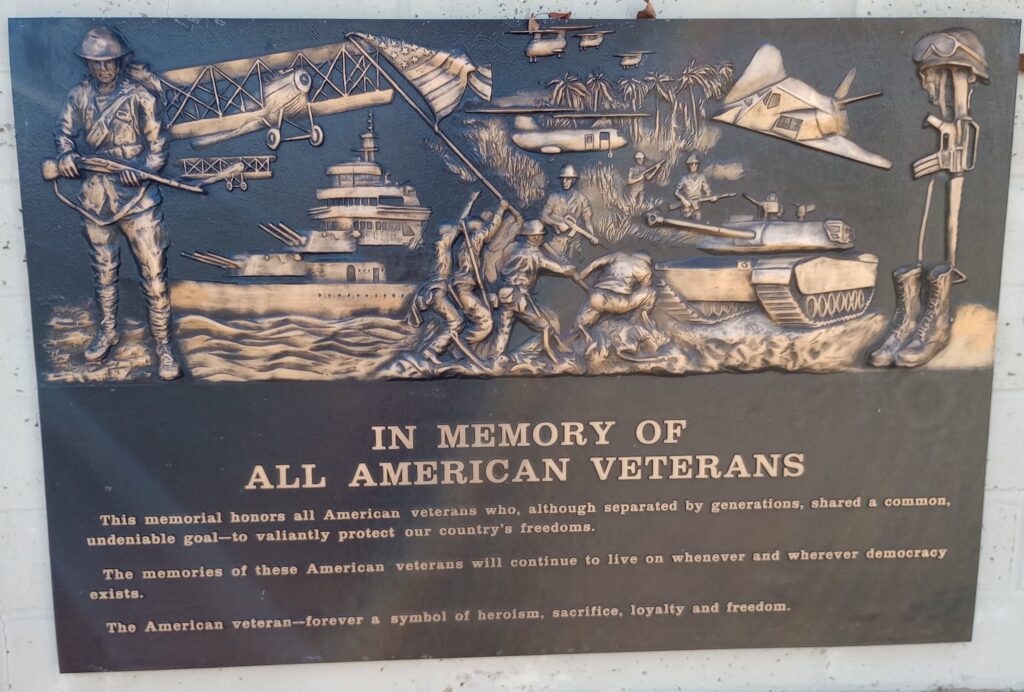 IN MEMORY OF
ALL AMERICAN VETERANS
This memorial honors all American veterans who, although separated by generations, shared a common,
undeniable goal—to valiantly protect our country's freedoms.
The memories of these American veterans will continue to live on whenever and wherever democracy
exists.
The American veteran—forever a symbol of heroism, sacrifice, loyalty and freedom.